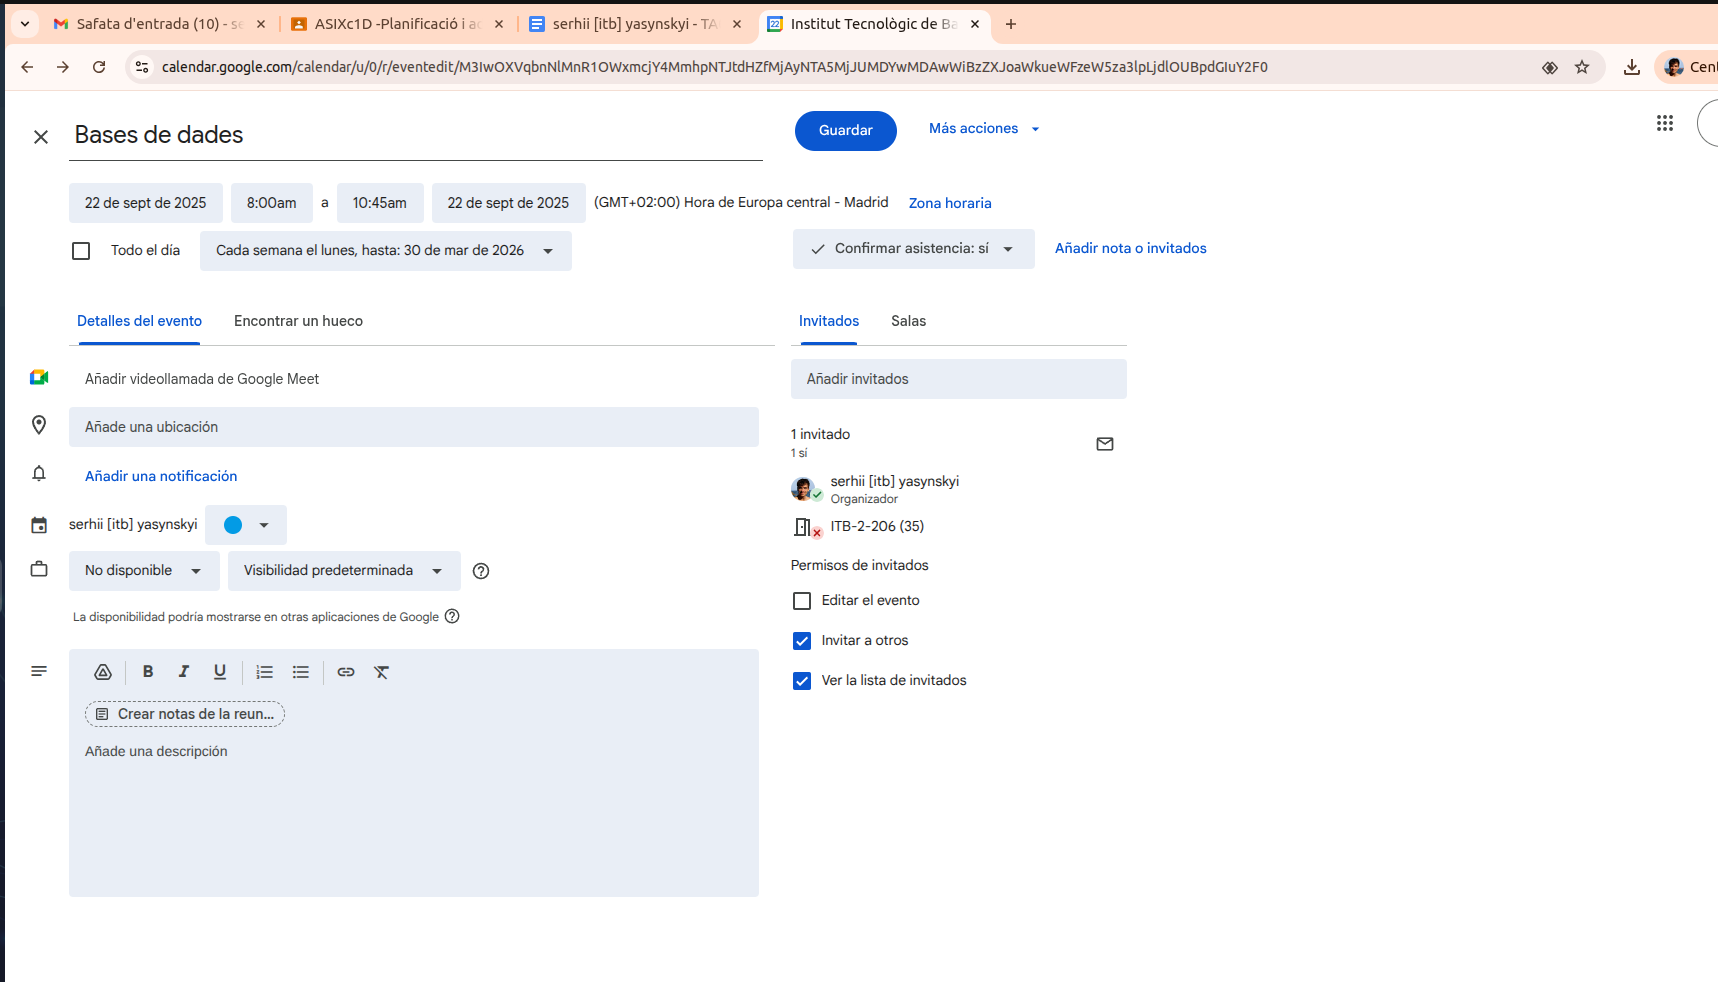 Safata d'entrada (10) - se
ASIXc1D -Planificació i ac
serhii [itb] yasynskyi - TA
Institut Tecnològic de Ba
calendar.google.com/calendar/u/0/r/eventedit/M3IwOXVqbnNlMnR1OWxmcjY4MmhpNTJtdHZfMjAyNTA5MjJUMDYwMDAwWiBzZXJoaWkueWFzeW5za3lpLjdlOUBpdGIuY2F0
Cent
Bases de dades
Guardar
Más acciones
22 de sept de 2025
8:00am
a
10:45am
22 de sept de 2025
(GMT+02:00) Hora de Europa central - Madrid
Zona horaria
Todo el día
Cada semana el lunes, hasta: 30 de mar de 2026
Confirmar asistencia: sí
Añadir nota o invitados
Detalles del evento
Encontrar un hueco
Invitados
Salas
Añadir videollamada de Google Meet
Añadir invitados
Añade una ubicación
1 invitado
1 sí
Añadir una notificación
serhii [itb] yasynskyi
Organizador
serhii [itb] yasynskyi
ITB-2-206 (35)
No disponible
Visibilidad predeterminada
Permisos de invitados
Editar el evento
La disponibilidad podría mostrarse en otras aplicaciones de Google
Invitar a otros
Ver la lista de invitados
B I U
Crear notas de la reun...
Añade una descripción